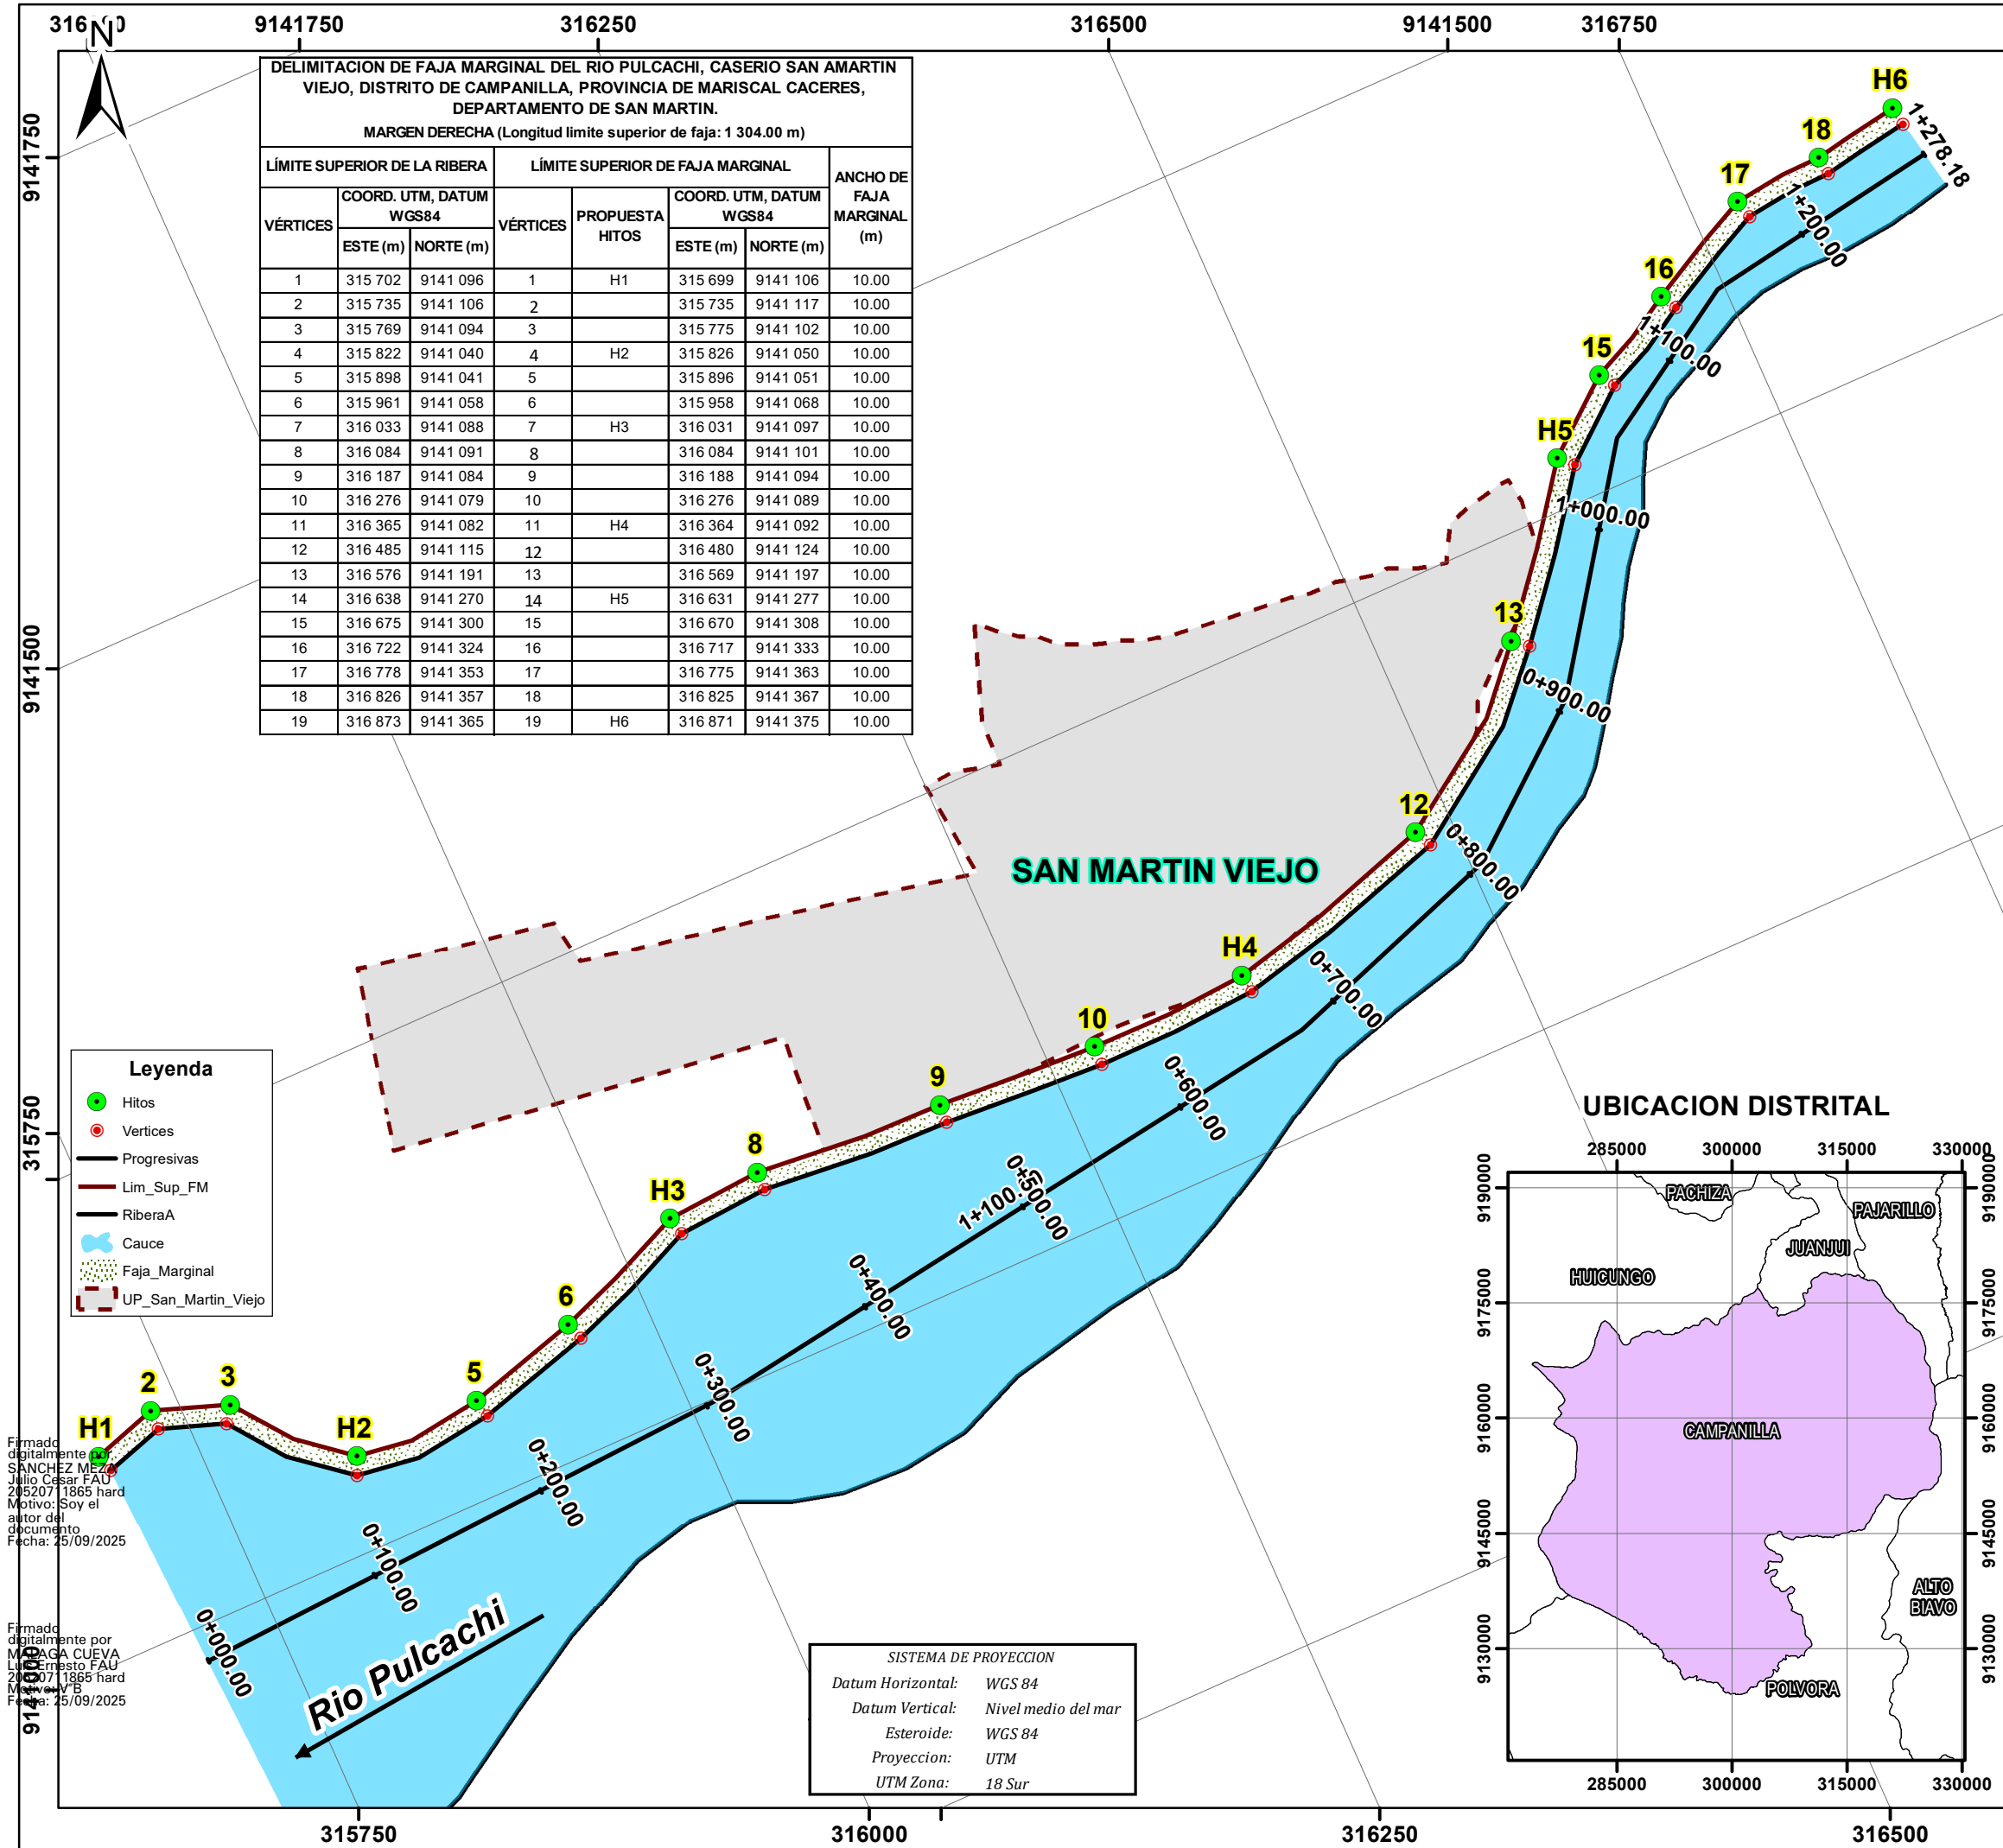 9141750 316250 316500 9141500 316750
N
DELIMITACION DE FAJA MARGINAL DEL RIO PULCACHI, CASERIO SAN AMARTIN
VIEJO, DISTRITO DE CAMPANILLA, PROVINCIA DE MARISCAL CACERES,
DEPARTAMENTO DE SAN MARTIN.
MARGEN DERECHA (Longitud limite superior de faja: 1 304.00 m)
LÍMITE SUPERIOR DE LA RIBERA LÍMITE SUPERIOR DE FAJA MARGINAL ANCHO DE FAJA MARGINAL (m)
VÉRTICES COORD. UTM, DATUM WGS84 VÉRTICES PROPUESTA HITOS COORD. UTM, DATUM WGS84
ESTE (m) NORTE (m) ESTE (m) NORTE (m)
1 315 702 9141 096 1 H1 315 699 9141 106 10.00
2 315 735 9141 106 2 315 735 9141 117 10.00
3 315 769 9141 094 3 315 775 9141 102 10.00
4 315 822 9141 040 4 H2 315 826 9141 050 10.00
5 315 898 9141 041 5 315 896 9141 051 10.00
6 315 961 9141 058 6 315 958 9141 068 10.00
7 316 033 9141 088 7 H3 316 031 9141 097 10.00
8 316 084 9141 091 8 316 084 9141 101 10.00
9 316 187 9141 084 9 316 188 9141 094 10.00
10 316 276 9141 079 10 316 276 9141 089 10.00
11 316 365 9141 082 11 H4 316 364 9141 092 10.00
12 316 485 9141 115 12 316 480 9141 124 10.00
13 316 576 9141 191 13 316 569 9141 197 10.00
14 316 638 9141 270 14 H5 316 631 9141 277 10.00
15 316 675 9141 300 15 316 670 9141 308 10.00
16 316 722 9141 324 16 316 717 9141 333 10.00
17 316 778 9141 353 17 316 775 9141 363 10.00
18 316 826 9141 357 18 316 825 9141 367 10.00
19 316 873 9141 365 19 H6 316 871 9141 375 10.00
9141750
9141500
315750
H6
18
17
16
15
H5
13
12
H4
10
9
8
H3
6
5
H2
3
2
H1
1+278.18
1+200.00
1+100.00
1+000.00
0+900.00
0+800.00
0+700.00
0+600.00
0+500.00
0+400.00
0+300.00
0+200.00
0+100.00
0+000.00
SAN MARTIN VIEJO
Rio Pulcachi
Leyenda
Hitos
Vertices
Progresivas
Lim_Sup_FM
RiberaA
Cauce
Faja_Marginal
UP_San_Martin_Viejo
Firmado
digitalmente por
SANCHEZ MEZA
Julio Cesar FAU
20520711865 hard
Motivo: Soy el
autor del
documento
Fecha: 25/09/2025
Firmado
digitalmente por
MALAGA CUEVA
Luis Ernesto FAU
20520711865 hard
Motivo: V°B
Fecha: 25/09/2025
SISTEMA DE PROYECCION
Datum Horizontal: WGS 84
Datum Vertical: Nivel medio del mar
Esteroide: WGS 84
Proyeccion: UTM
UTM Zona: 18 Sur
UBICACION DISTRITAL
285000 300000 315000 330000
9190000 9190000
9175000 9175000
9160000 9160000
9145000 9145000
9130000 9130000
PACHIZA
PAJARILLO
JUANJUI
HUICUNGO
CAMPANILLA
ALTO
BIAVO
POLVORA
285000 300000 315000 330000
315750 316000 316250 316500